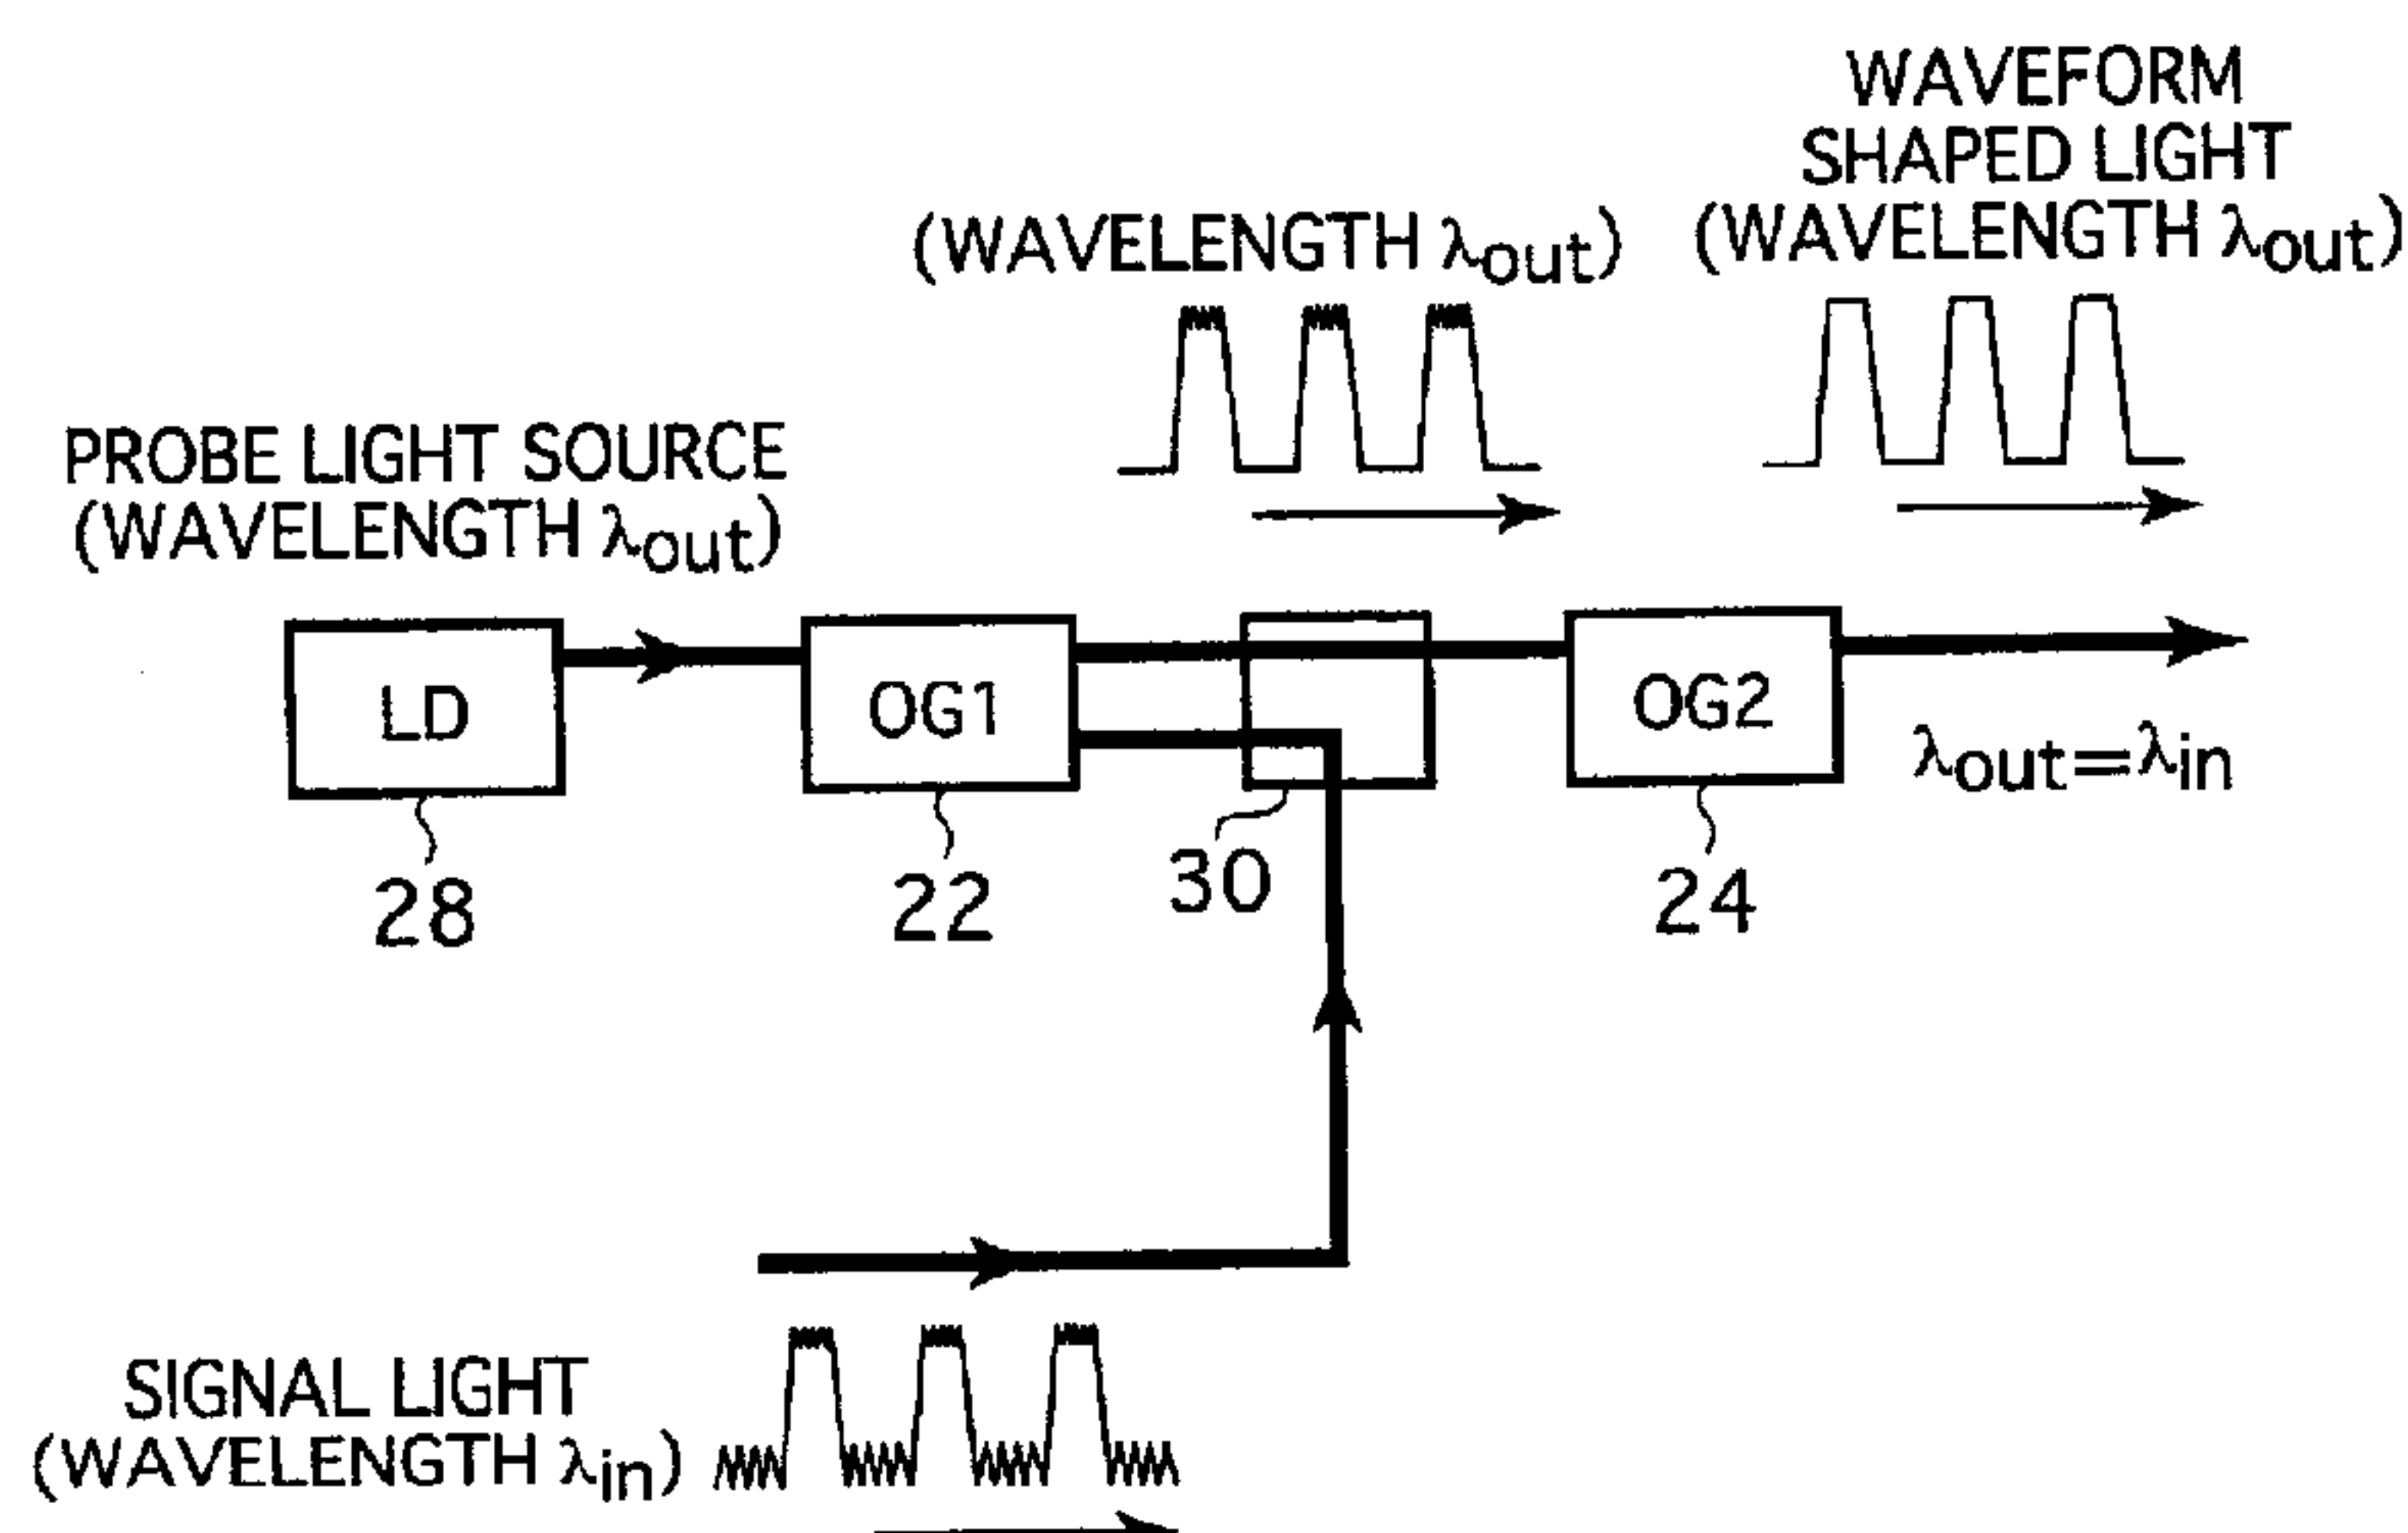 WAVEFORM
SHAPED LIGHT
(WAVELENGTH λout)
(WAVELENGTH λout)
PROBE LIGHT SOURCE
(WAVELENGTH λout)
LD
OG1
OG2
λout=λin
28
22
30
24
SIGNAL LIGHT
(WAVELENGTH λin)